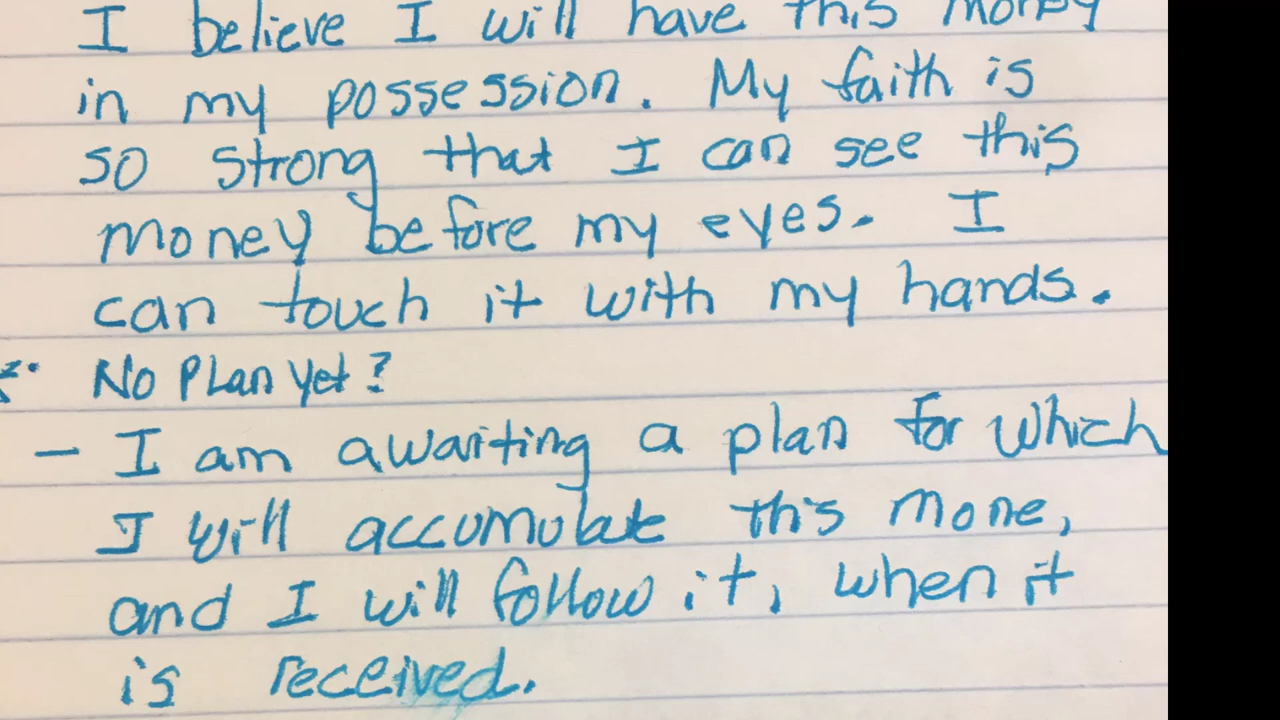 I believe I will have this money
in my possession. My faith is
so strong that I can see this
money before my eyes. I
can touch it with my hands.
No Plan Yet?
- I am awaiting a plan for which
I will accumulate this mone,
and I will follow it, when it
is received.